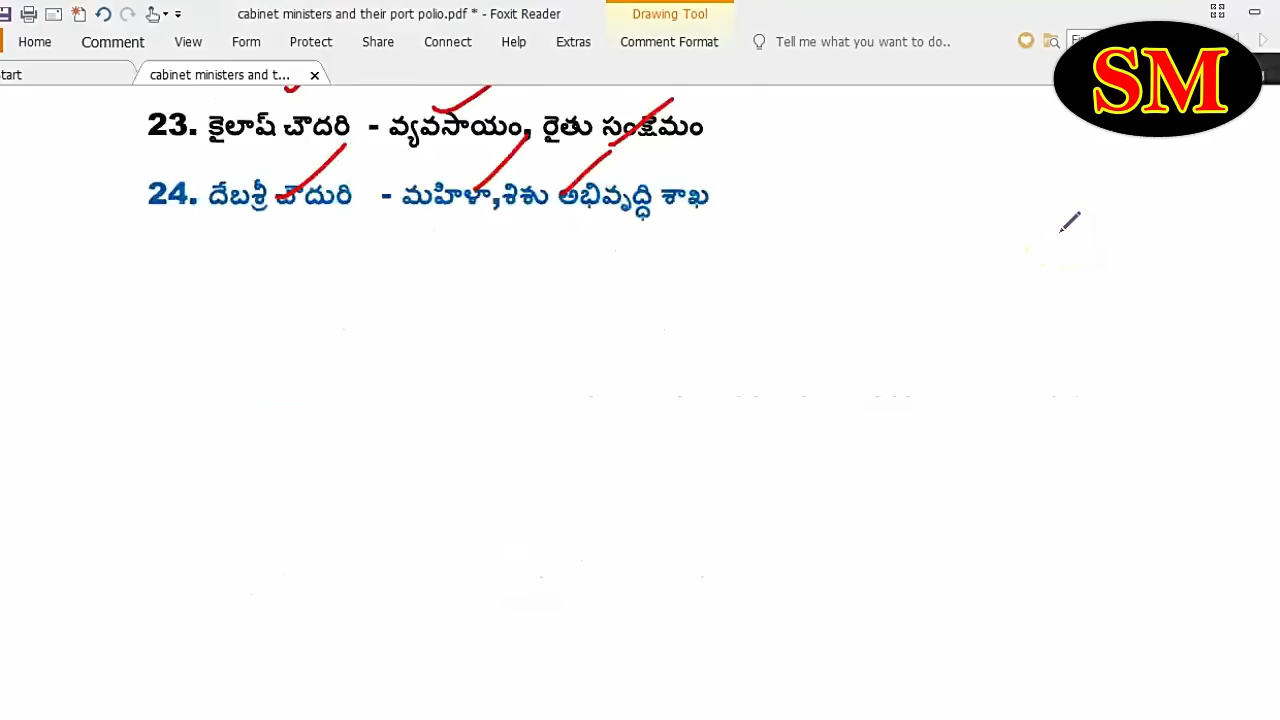 cabinet ministers and their port polio.pdf * - Foxit Reader
Drawing Tool
Home Comment View Form Protect Share Connect Help Extras Comment Format Tell me what you want to do..
tart
cabinet ministers and t... ×
SM
23. కైలాష్ చౌదరి - వ్యవసాయం, రైతు సంక్షేమం
24. దేబశ్రీ చౌదురి - మహిళా,శిశు అభివృద్ధి శాఖ